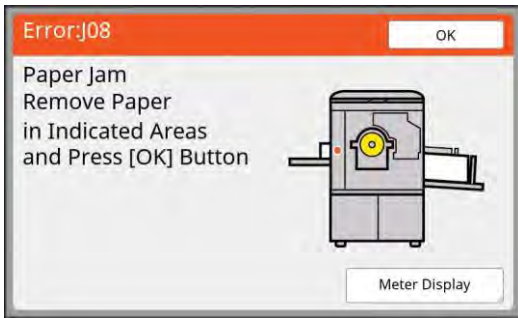 Error:J08
OK
Paper Jam
Remove Paper
in Indicated Areas
and Press [OK] Button
Meter Display